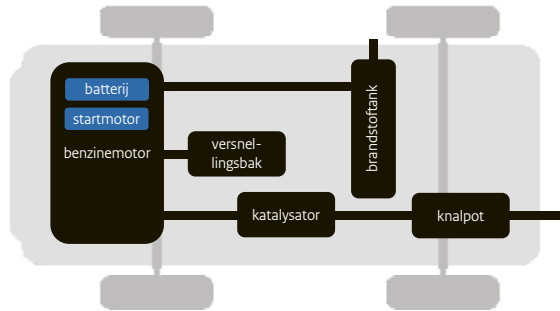 batterij
startmotor
benzinemotor
versnel-
lingsbak
brandstoftank
katalysator
knalpot